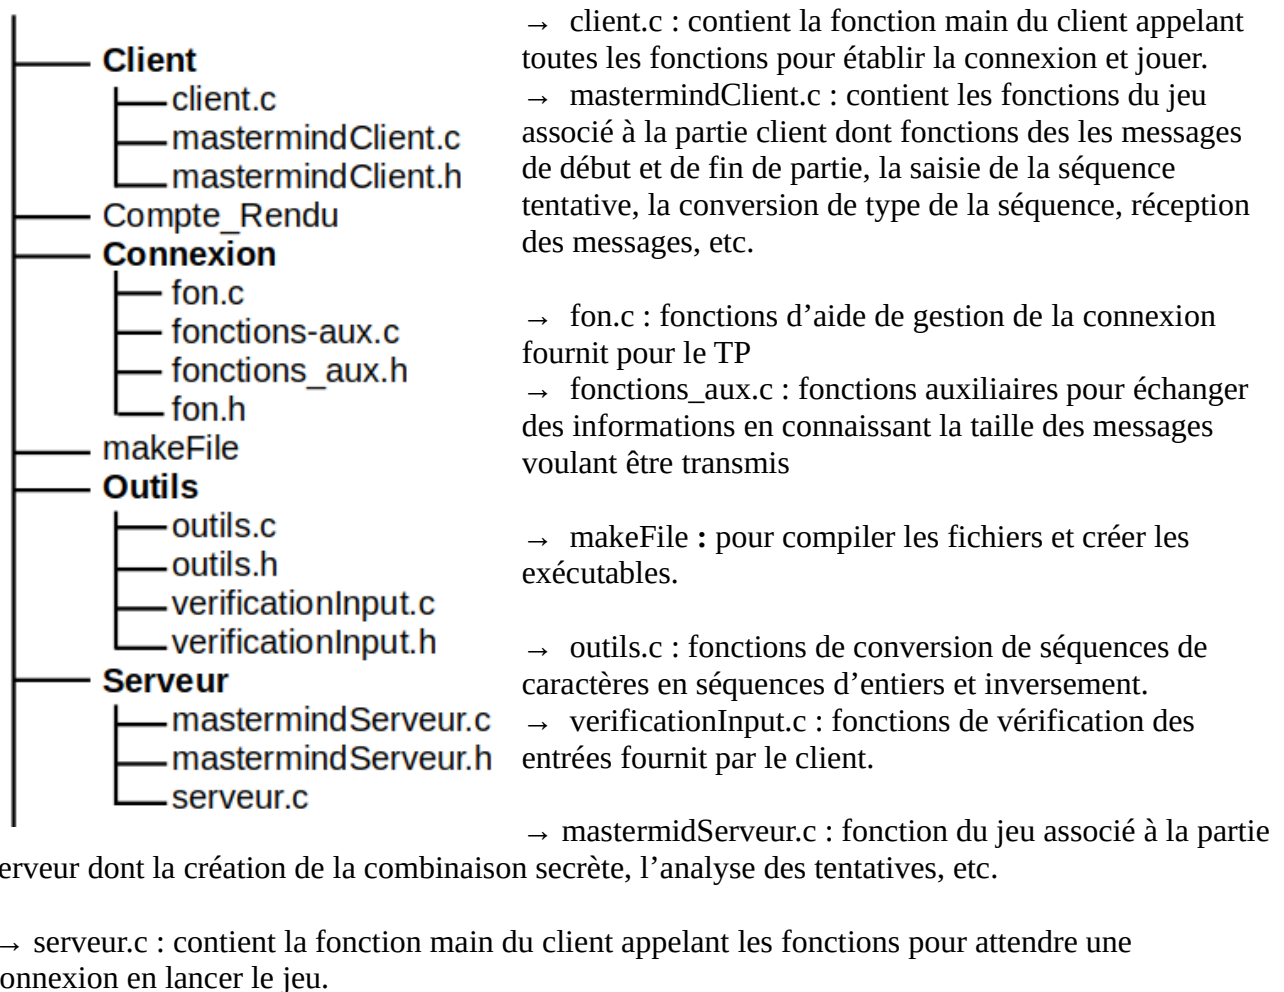 Client
client.c
mastermindClient.c
mastermindClient.h
Compte_Rendu
Connexion
fon.c
fonctions-aux.c
fonctions_aux.h
fon.h
makeFile
Outils
outils.c
outils.h
verificationInput.c
verificationInput.h
Serveur
mastermindServeur.c
mastermindServeur.h
serveur.c
→ client.c : contient la fonction main du client appelant
toutes les fonctions pour établir la connexion et jouer.
→ mastermindClient.c : contient les fonctions du jeu
associé à la partie client dont fonctions des les messages
de début et de fin de partie, la saisie de la séquence
tentative, la conversion de type de la séquence, réception
des messages, etc.
→ fon.c : fonctions d’aide de gestion de la connexion
fournit pour le TP
→ fonctions_aux.c : fonctions auxiliaires pour échanger
des informations en connaissant la taille des messages
voulant être transmis
→ makeFile : pour compiler les fichiers et créer les
exécutables.
→ outils.c : fonctions de conversion de séquences de
caractères en séquences d’entiers et inversement.
→ verificationInput.c : fonctions de vérification des
entrées fournit par le client.
→ mastermidServeur.c : fonction du jeu associé à la partie
erveur dont la création de la combinaison secrète, l’analyse des tentatives, etc.
→ serveur.c : contient la fonction main du client appelant les fonctions pour attendre une
onnexion en lancer le jeu.